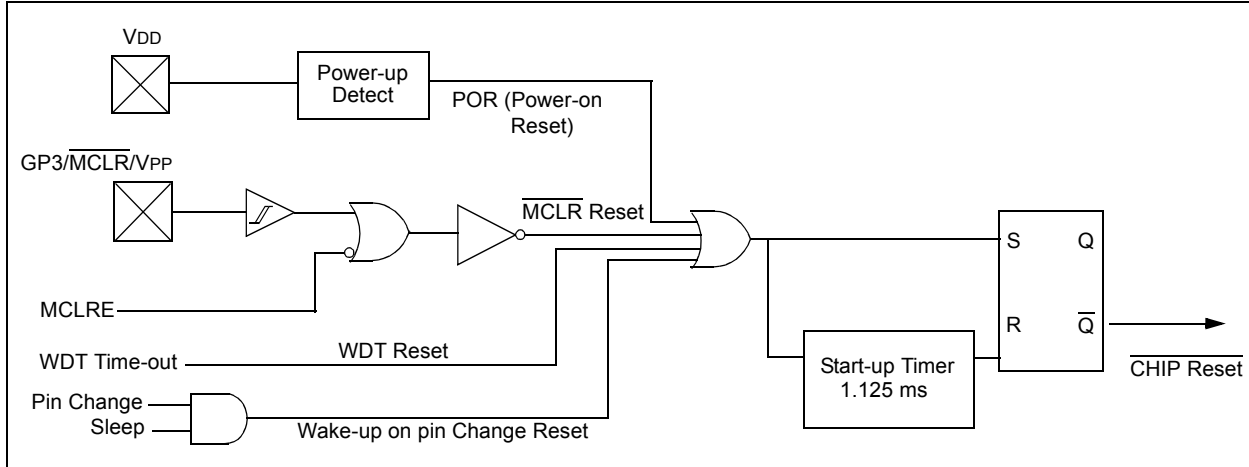 VDD
Power-up
Detect
POR (Power-on
Reset)
GP3/MCLR/VPP
MCLR Reset
S
Q
R
Q
MCLRE
WDT Time-out
WDT Reset
Start-up Timer
1.125 ms
CHIP Reset
Pin Change
Sleep
Wake-up on pin Change Reset